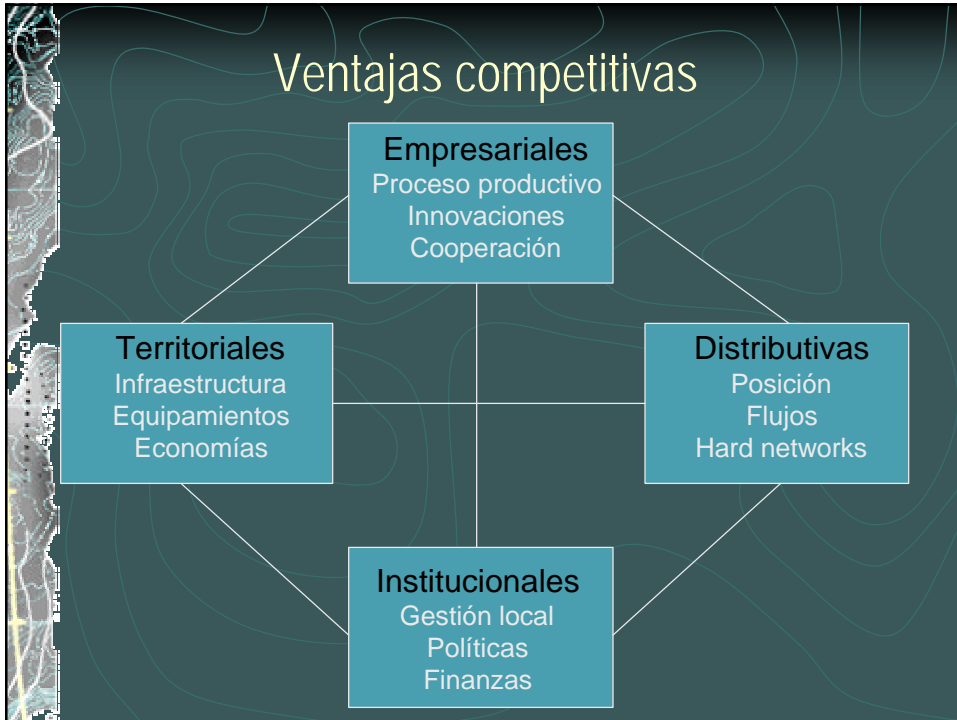 Ventajas competitivas
Empresariales
Proceso productivo
Innovaciones
Cooperación
Territoriales
Infraestructura
Equipamientos
Economías
Distributivas
Posición
Flujos
Hard networks
Institucionales
Gestión local
Políticas
Finanzas